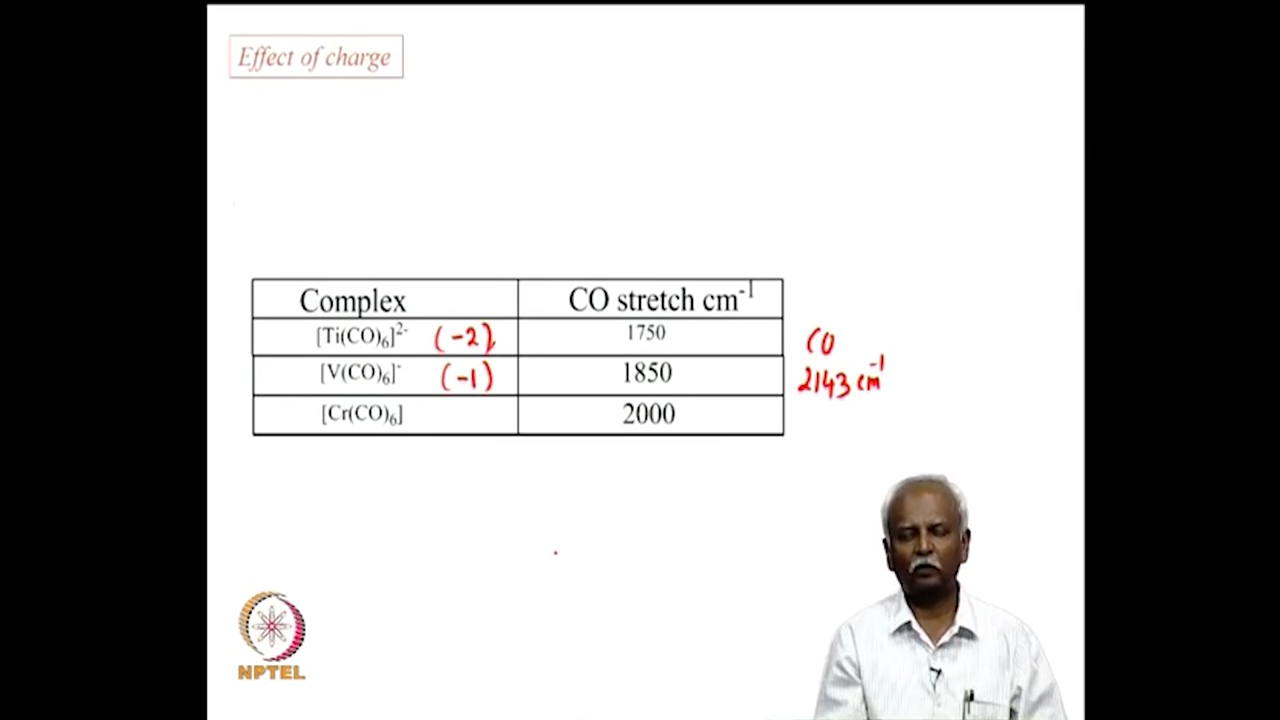 Effect of charge
Complex CO stretch cm-1
[Ti(CO)6]2- (-2) 1750 CO
[V(CO)6]- (-1) 1850 2143 cm-1
[Cr(CO)6] 2000
NPTEL